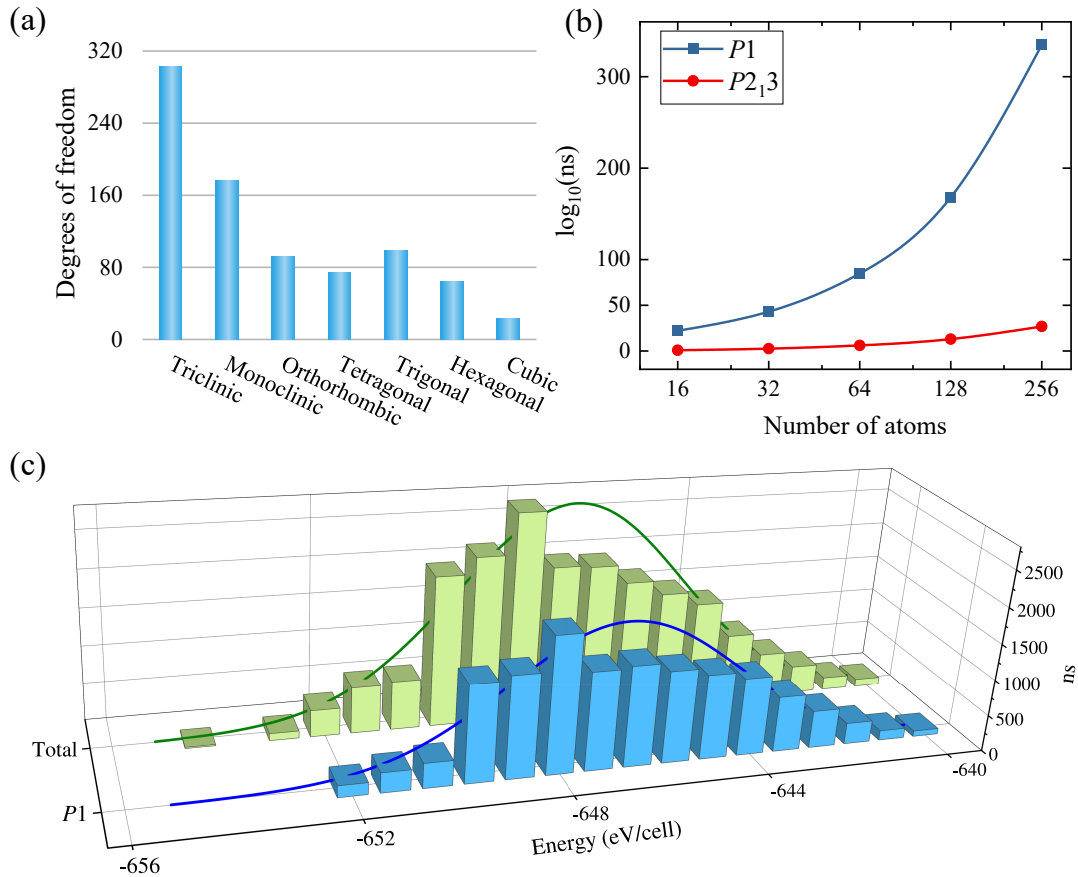 (a)
Degrees of freedom
320
240
160
80
0
Triclinic
Monoclinic
Orthorhombic
Tetragonal
Trigonal
Hexagonal
Cubic
(b)
P1
P2₁3
log₁₀(ns)
300
200
100
50
0
16
32
64
128
256
Number of atoms
(c)
2500
2000
1500
1000
500
0
ns
Total
P1
-656
-652
-648
-644
-640
Energy (eV/cell)